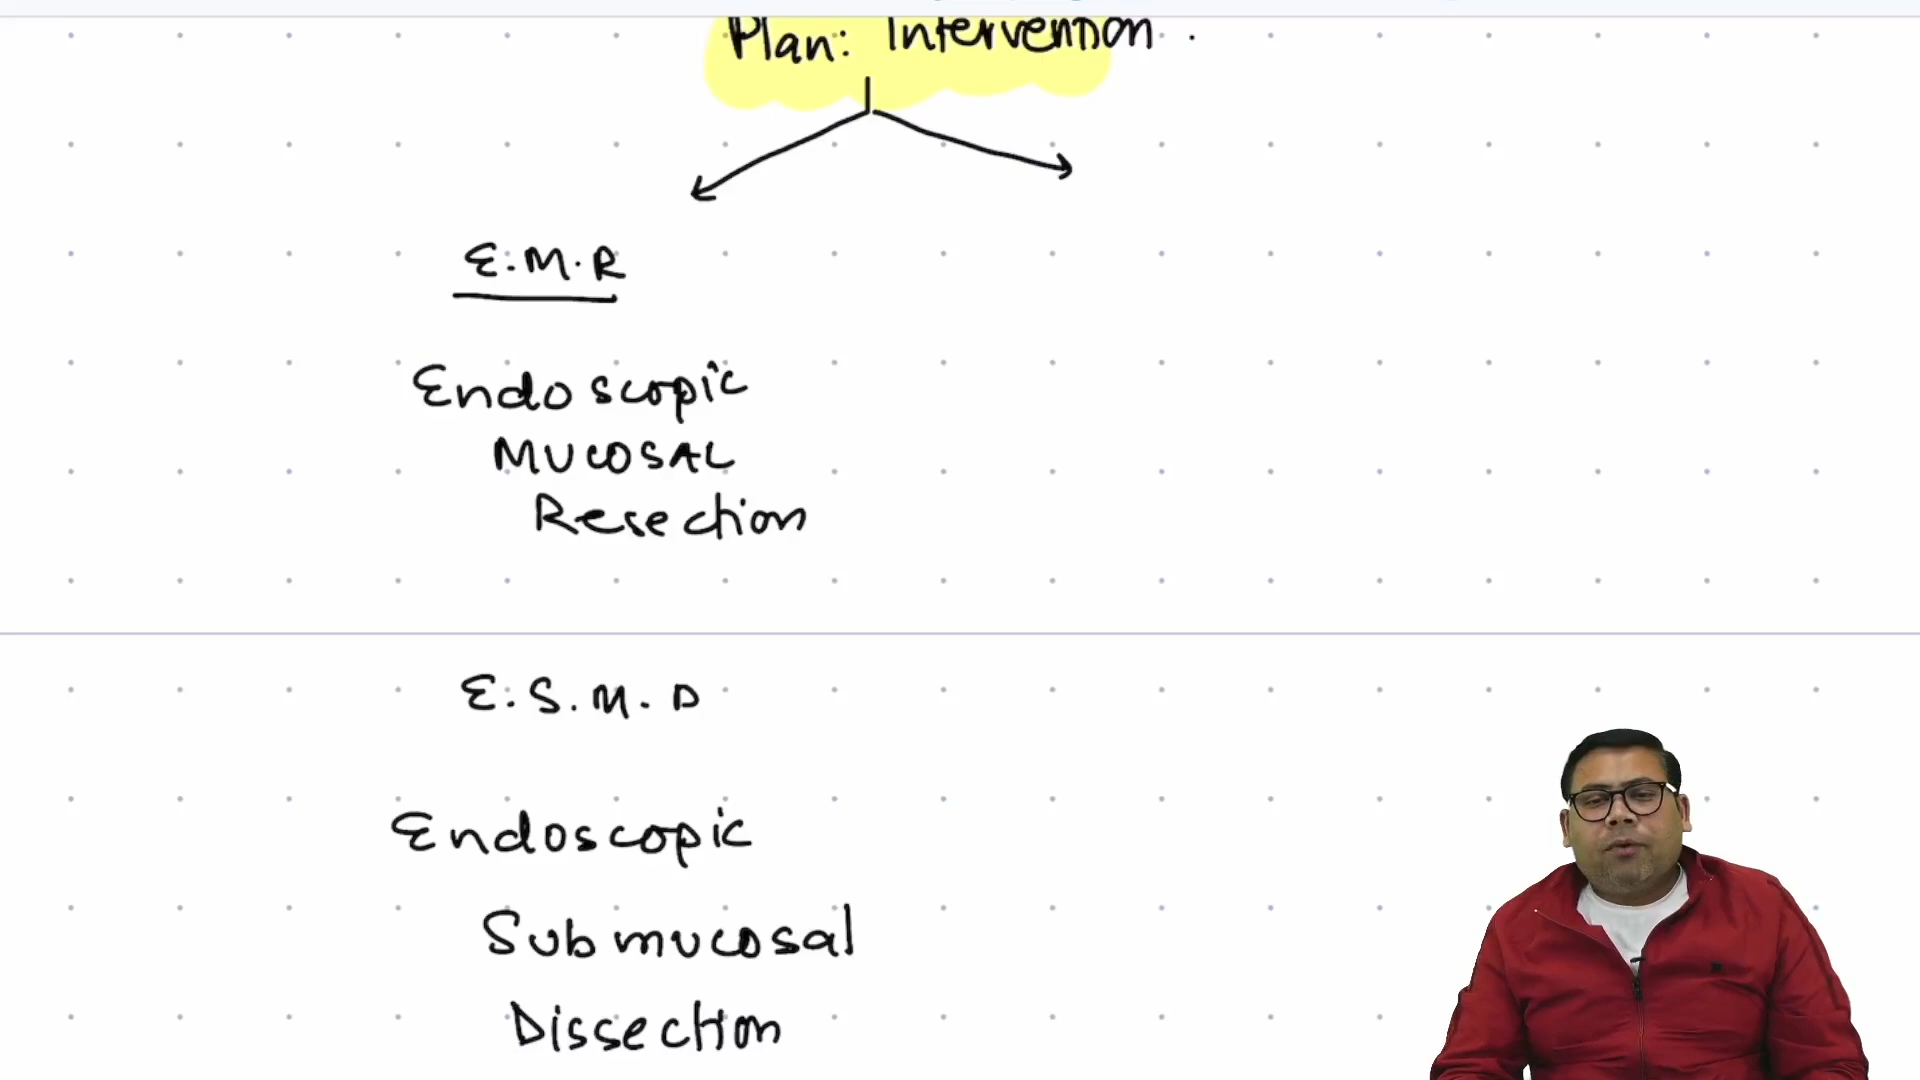 Plan: Intervention.
E.M.R
Endoscopic
MUCOSAL
Resection
E.S.M.D
Endoscopic
Submucosal
Dissection